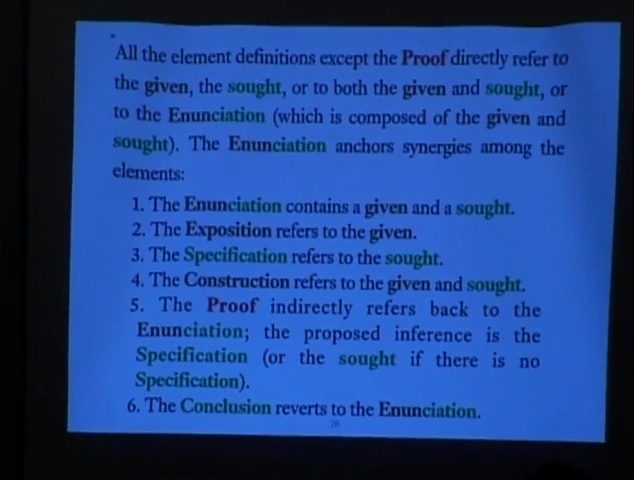 All the element definitions except the Proof directly refer to
the given, the sought, or to both the given and sought, or
to the Enunciation (which is composed of the given and
sought). The Enunciation anchors synergies among the
elements:
1. The Enunciation contains a given and a sought.
2. The Exposition refers to the given.
3. The Specification refers to the sought.
4. The Construction refers to the given and sought.
5. The Proof indirectly refers back to the
Enunciation; the proposed inference is the
Specification (or the sought if there is no
Specification).
6. The Conclusion reverts to the Enunciation.